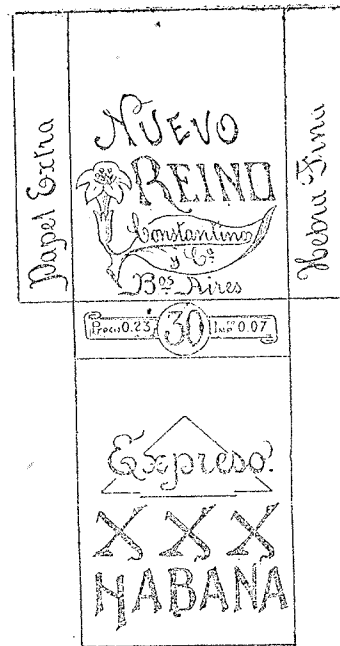 Papel Extra
NUEVO
REINO
Constantino
y Cª
Bºˢ Aires
Hebra Fina
Precio 0.23 30 Impº 0.07
Expreso.
XXX
HABANA